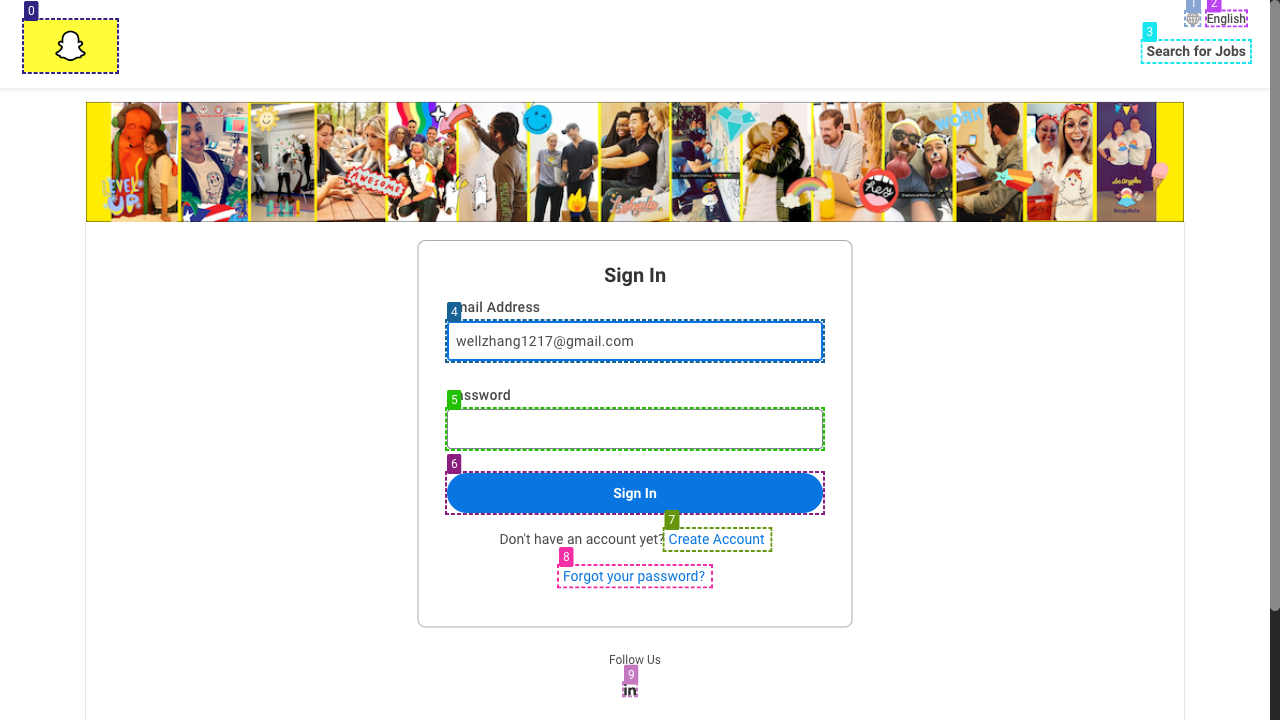 0
1
2
English
3
Search for Jobs
LEVEL UP
AWESOME
WORK
hey
Los Angeles
Sign In
4
mail Address
wellzhang1217@gmail.com
5
ssword
6
Sign In
7
Don't have an account yet? Create Account
8
Forgot your password?
Follow Us
9
in